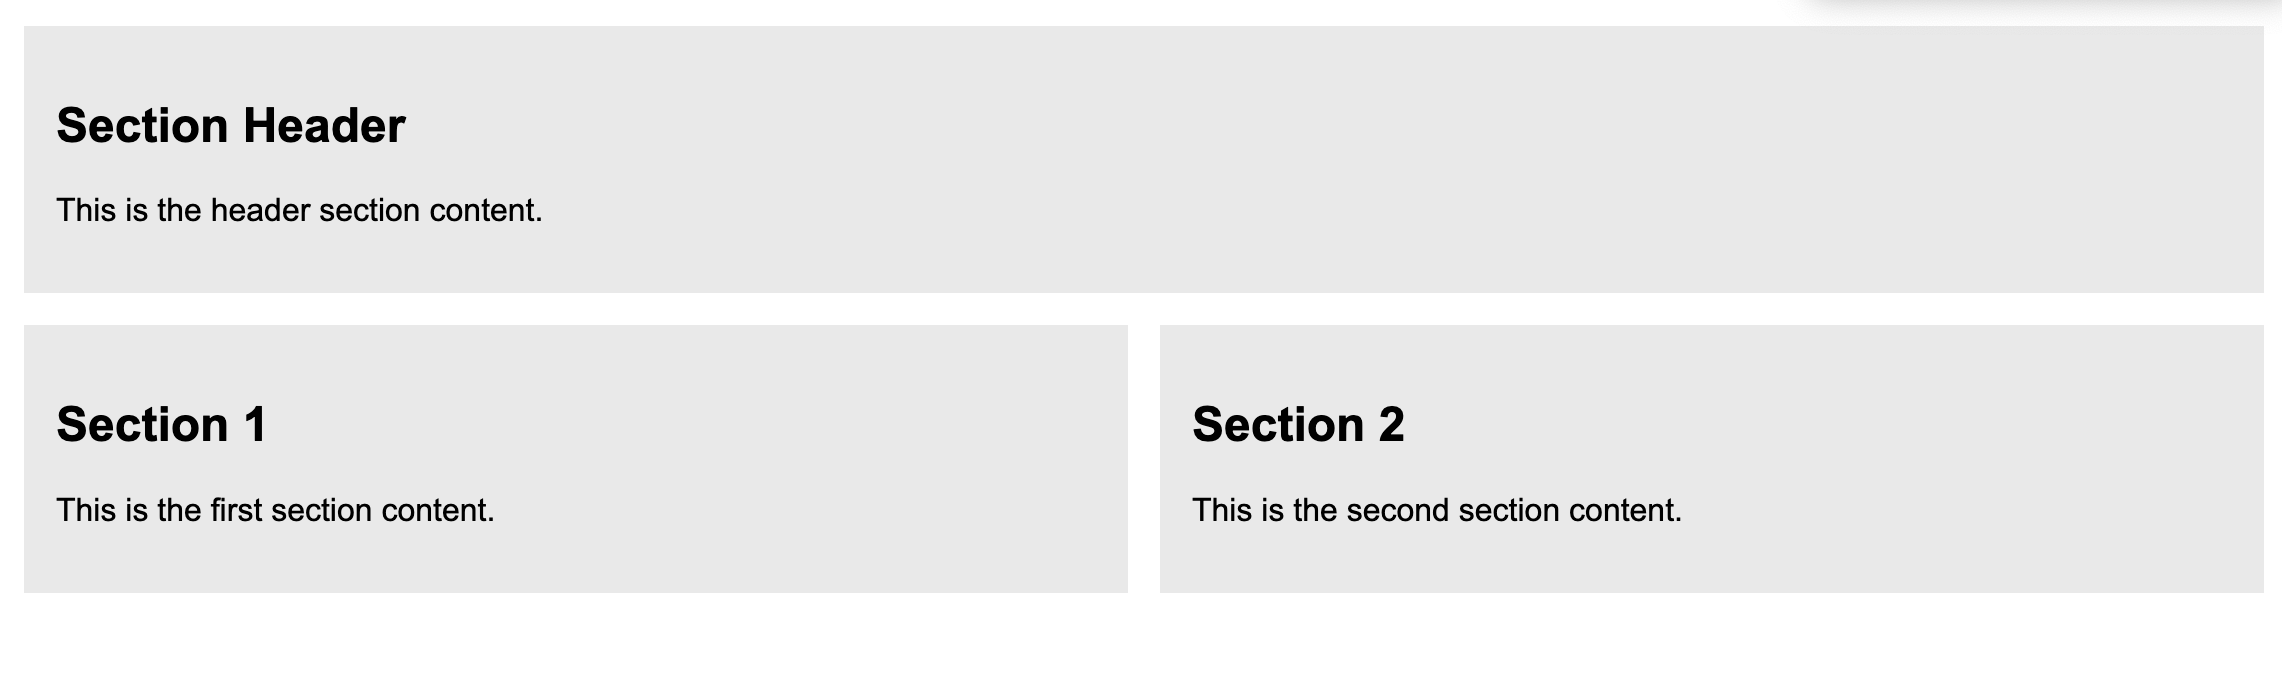 Section Header
This is the header section content.
Section 1
This is the first section content.
Section 2
This is the second section content.